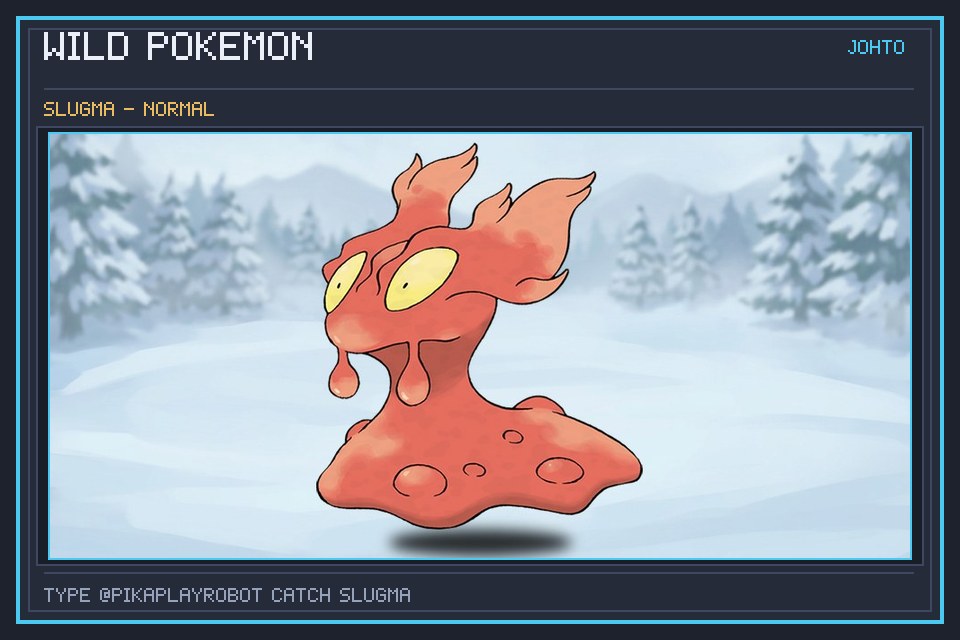 WILD POKEMON
JOHTO
SLUGMA - NORMAL
TYPE @PIKAPLAYROBOT CATCH SLUGMA